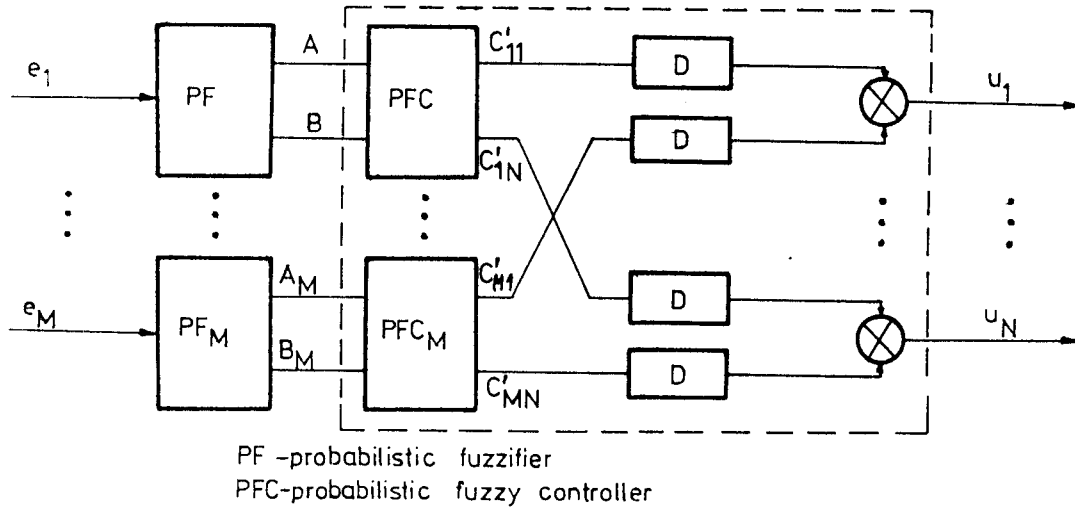 e1
PF
A
B
PFC
C'11
C'1N
D
D
u1
eM
PFM
AM
BM
PFCM
C'M1
C'MN
D
D
uN
PF -probabilistic fuzzifier
PFC-probabilistic fuzzy controller